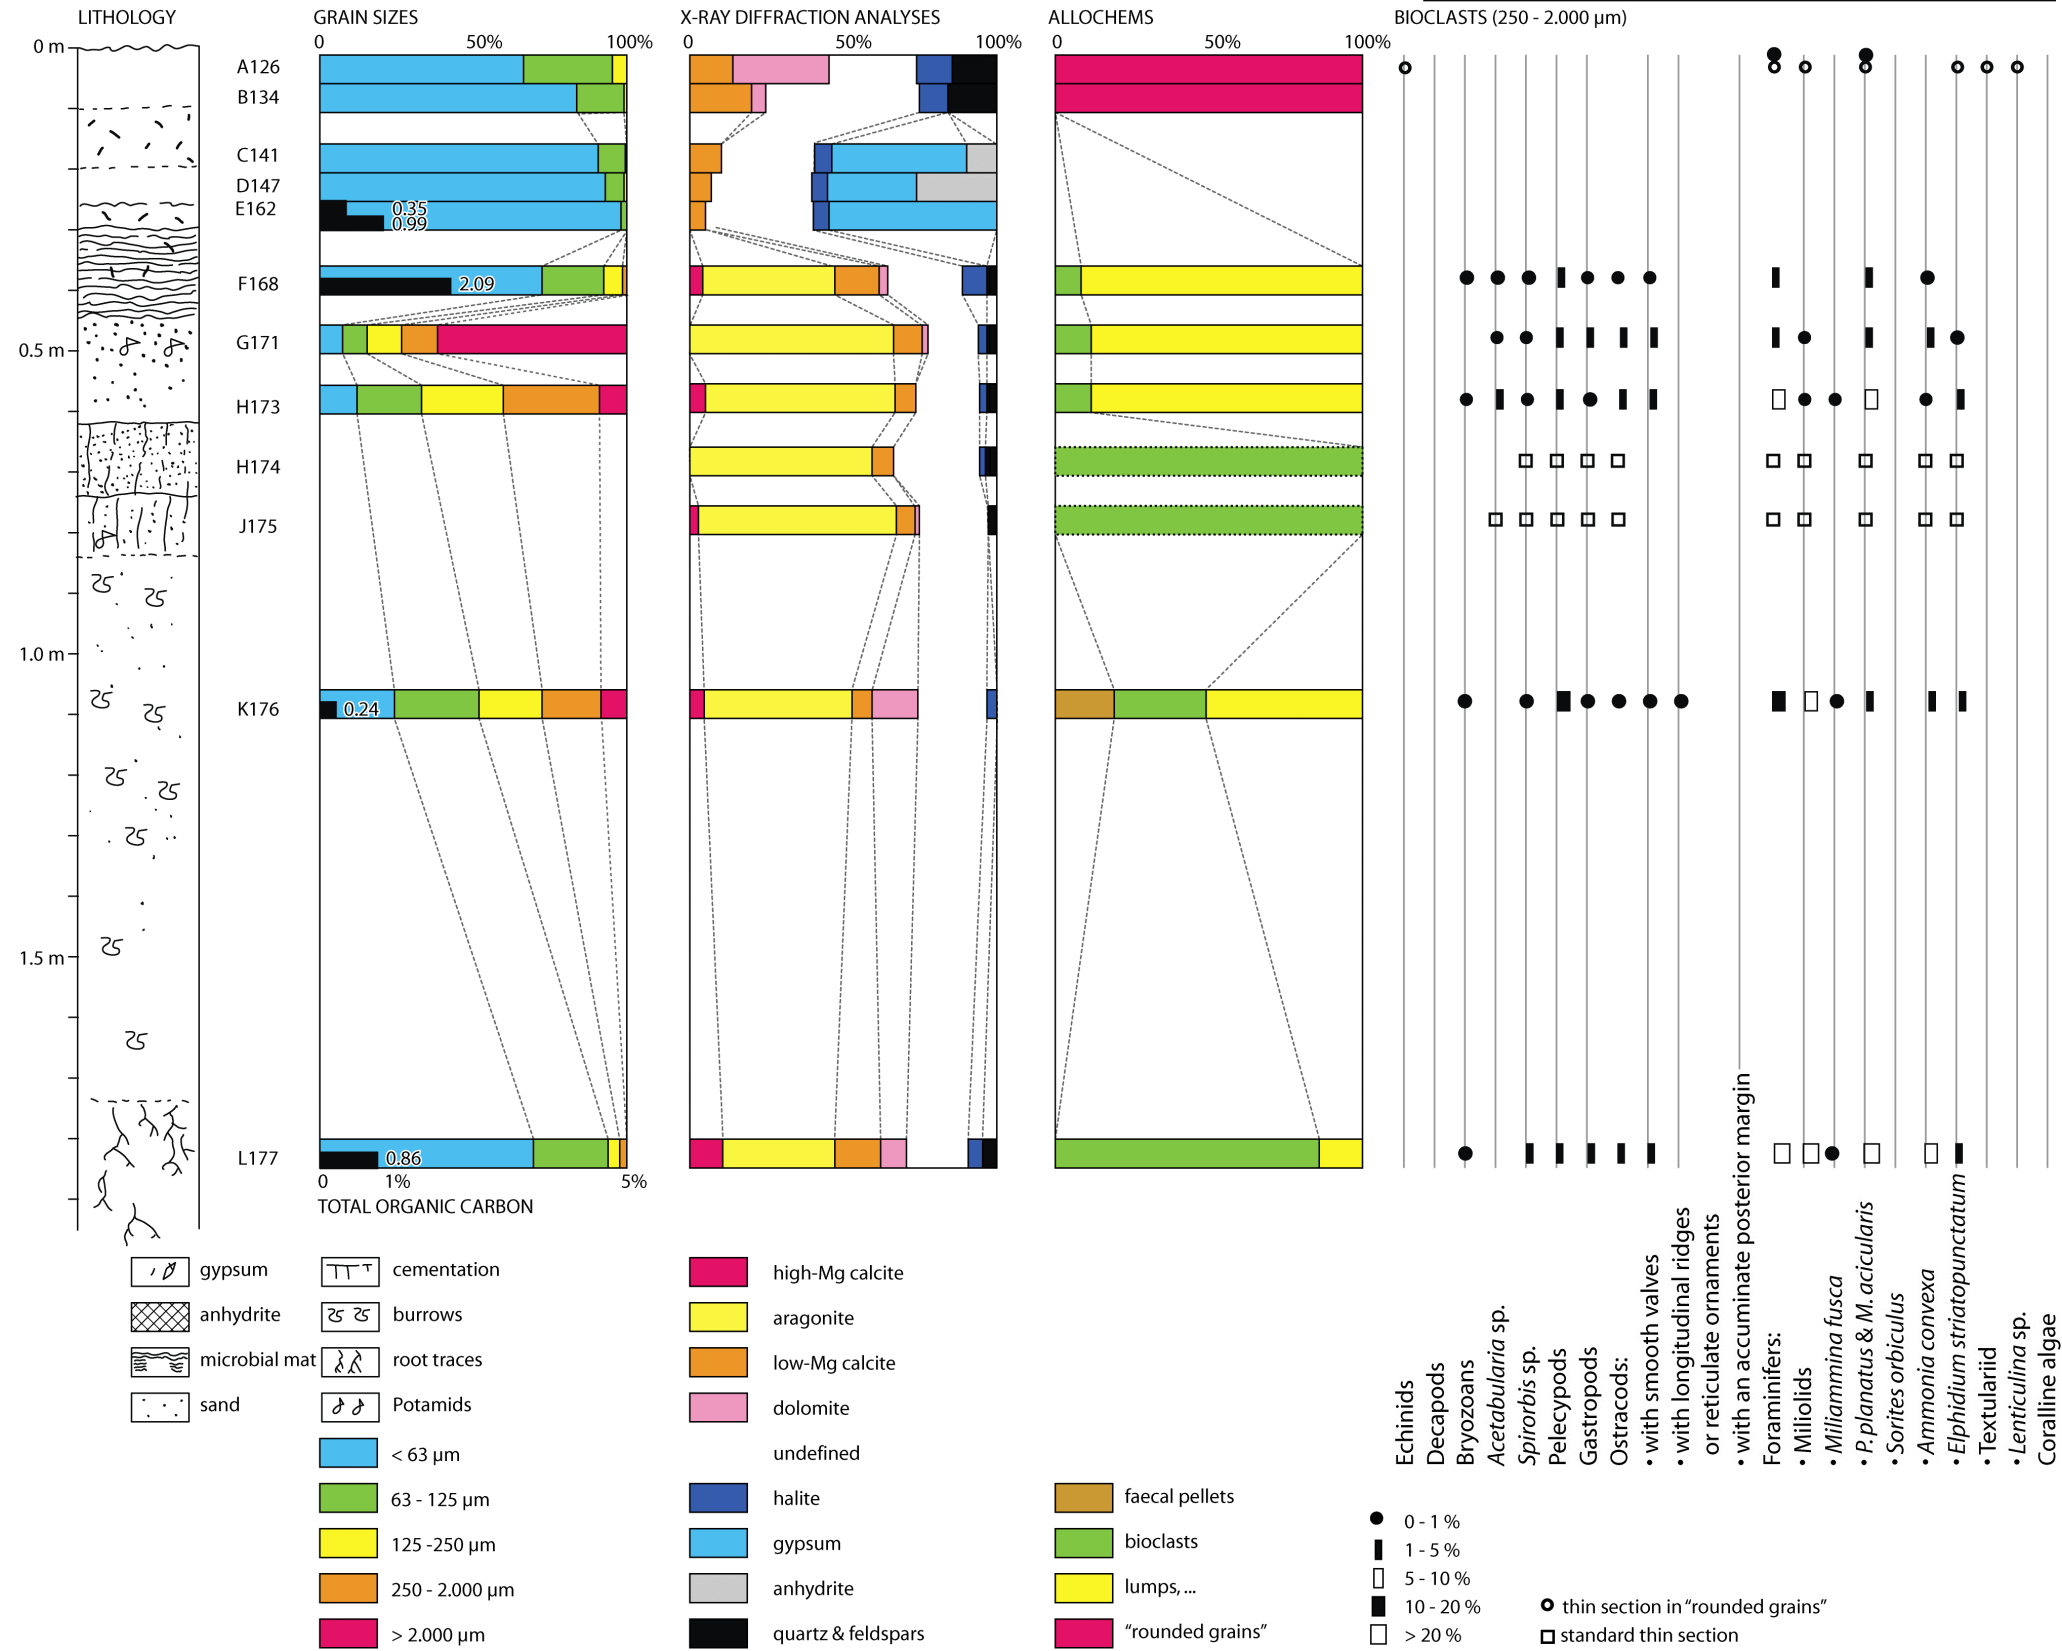 LITHOLOGY
GRAIN SIZES
X-RAY DIFFRACTION ANALYSES
ALLOCHEMS
BIOCLASTS (250 - 2.000 µm)
0 50% 100%
0 50% 100%
0 50% 100%
0 m
0.5 m
1.0 m
1.5 m
A126
B134
C141
D147
E162
0.35
0.99
F168
2.09
G171
H173
H174
J175
K176
0.24
L177
0.86
0 1% 5%
TOTAL ORGANIC CARBON
gypsum
anhydrite
microbial mat
sand
cementation
burrows
root traces
Potamids
< 63 µm
63 - 125 µm
125 -250 µm
250 - 2.000 µm
> 2.000 µm
high-Mg calcite
aragonite
low-Mg calcite
dolomite
undefined
halite
gypsum
anhydrite
quartz & feldspars
faecal pellets
bioclasts
lumps, ...
“rounded grains”
Echinids
Decapods
Bryozoans
Acetabularia sp.
Spirorbis sp.
Pelecypods
Gastropods
Ostracods:
• with smooth valves
• with longitudinal ridges
or reticulate ornaments
• with an accuminate posterior margin
Foraminifers:
• Miliolids
• Miliammina fusca
• P.planatus & M. acicularis
• Sorites orbiculus
• Ammonia convexa
• Elphidium striatopunctatum
• Textulariid
• Lenticulina sp.
Coralline algae
0 - 1 %
1 - 5 %
5 - 10 %
10 - 20 %
> 20 %
thin section in “rounded grains”
standard thin section